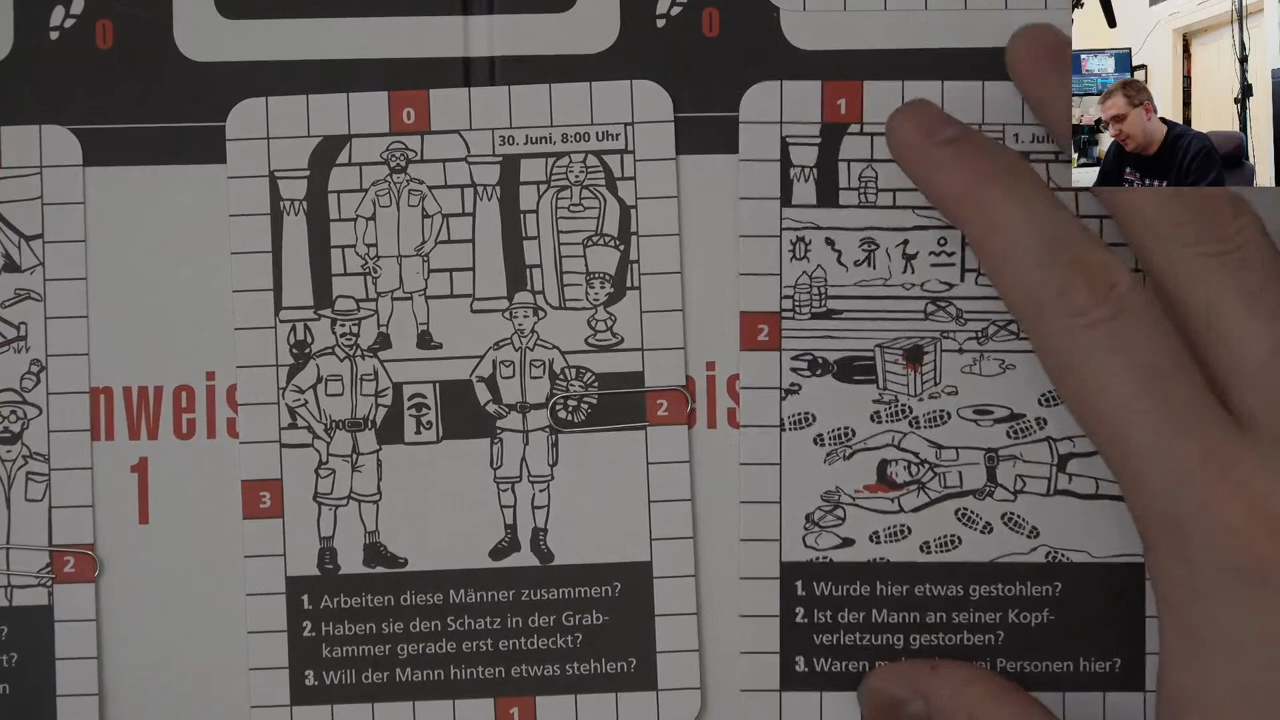 0
0
0
30. Juni, 8:00 Uhr
1
1. Jul
2
3
2
2
nweis
1
eis
1. Arbeiten diese Männer zusammen?
2. Haben sie den Schatz in der Grab-
kammer gerade erst entdeckt?
3. Will der Mann hinten etwas stehlen?
1
1. Wurde hier etwas gestohlen?
2. Ist der Mann an seiner Kopf-
verletzung gestorben?
3. Waren Personen hier?